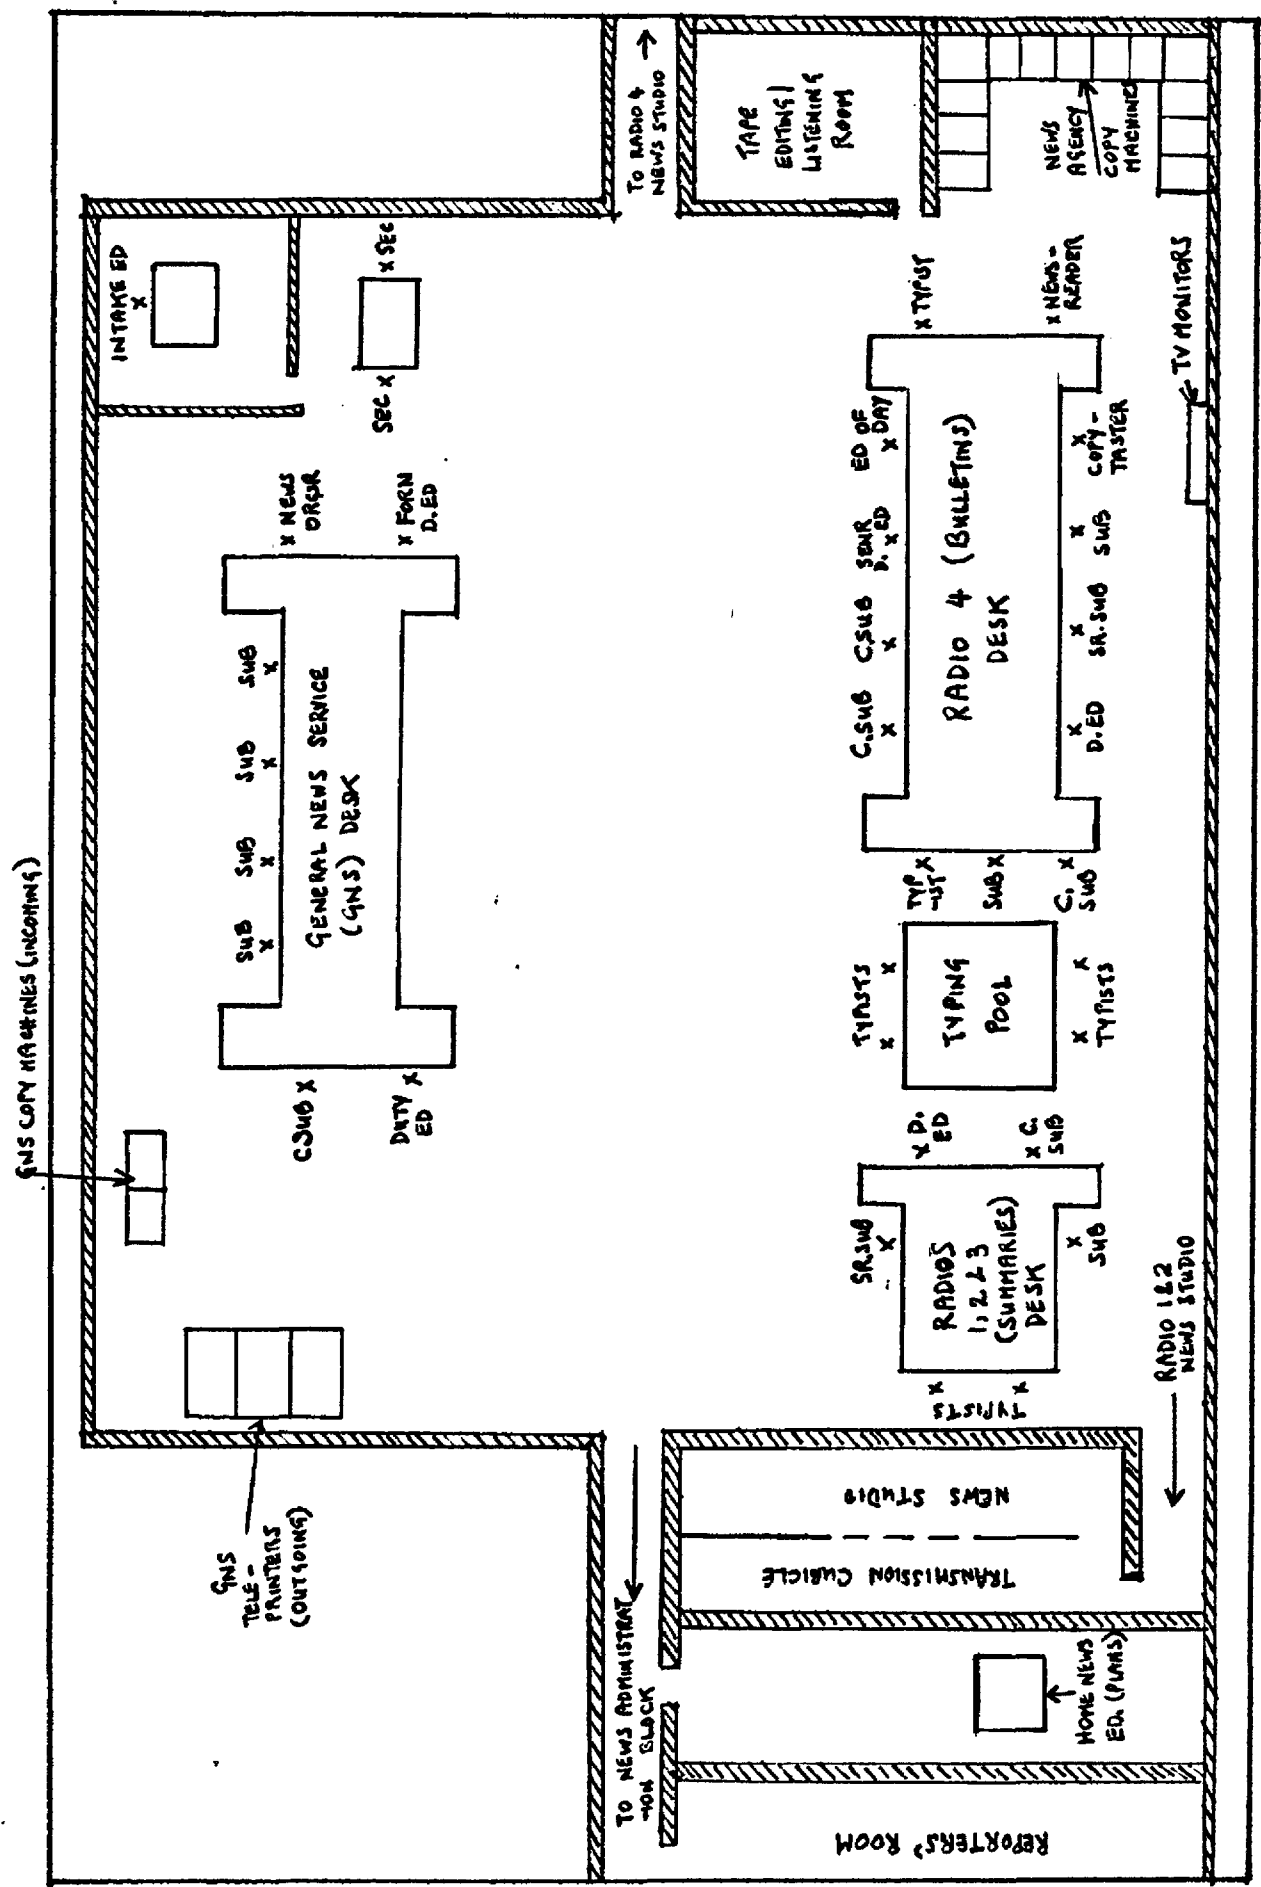 GNS COPY MACHINES (INCOMING)
INTAKE ED
X
SEC X
X SEC
X NEWS
ORG'R
X FORN
D. ED
SUB
X
SUB
X
SUB
X
SUB
X
GENERAL NEWS SERVICE
(GNS) DESK
C.SUB X
DUTY X
ED
GNS
TELE-
PRINTERS
(OUTGOING)
TO RADIO 4
NEWS STUDIO
TAPE
EDITING/
LISTENING
ROOM
NEWS
AGENCY
COPY
MACHINES
X TYPIST
X NEWS-
READER
TV MONITORS
ED OF
X DAY
SENR
D. X ED
C.SUB
X
C.SUB
X
RADIO 4 (BULLETINS)
DESK
X
COPY-
TASTER
X
SUB
X
SR.SUB
X
D.ED
TYP X
-IST
SUB X
C. X
SUB
TYPISTS
X X
TYPING
POOL
X X
TYPISTS
X D.
ED
X C.
SUB
SR.SUB
X
RADIOS
1, 2 & 3
(SUMMARIES)
DESK
X
SUB
X X
TYPISTS
RADIO 1 & 2
NEWS STUDIO
NEWS STUDIO
TRANSMISSION CUBICLE
TO NEWS ADMINISTRAT
-ION BLOCK
HOME NEWS
ED. (PLANS)
REPORTERS' ROOM